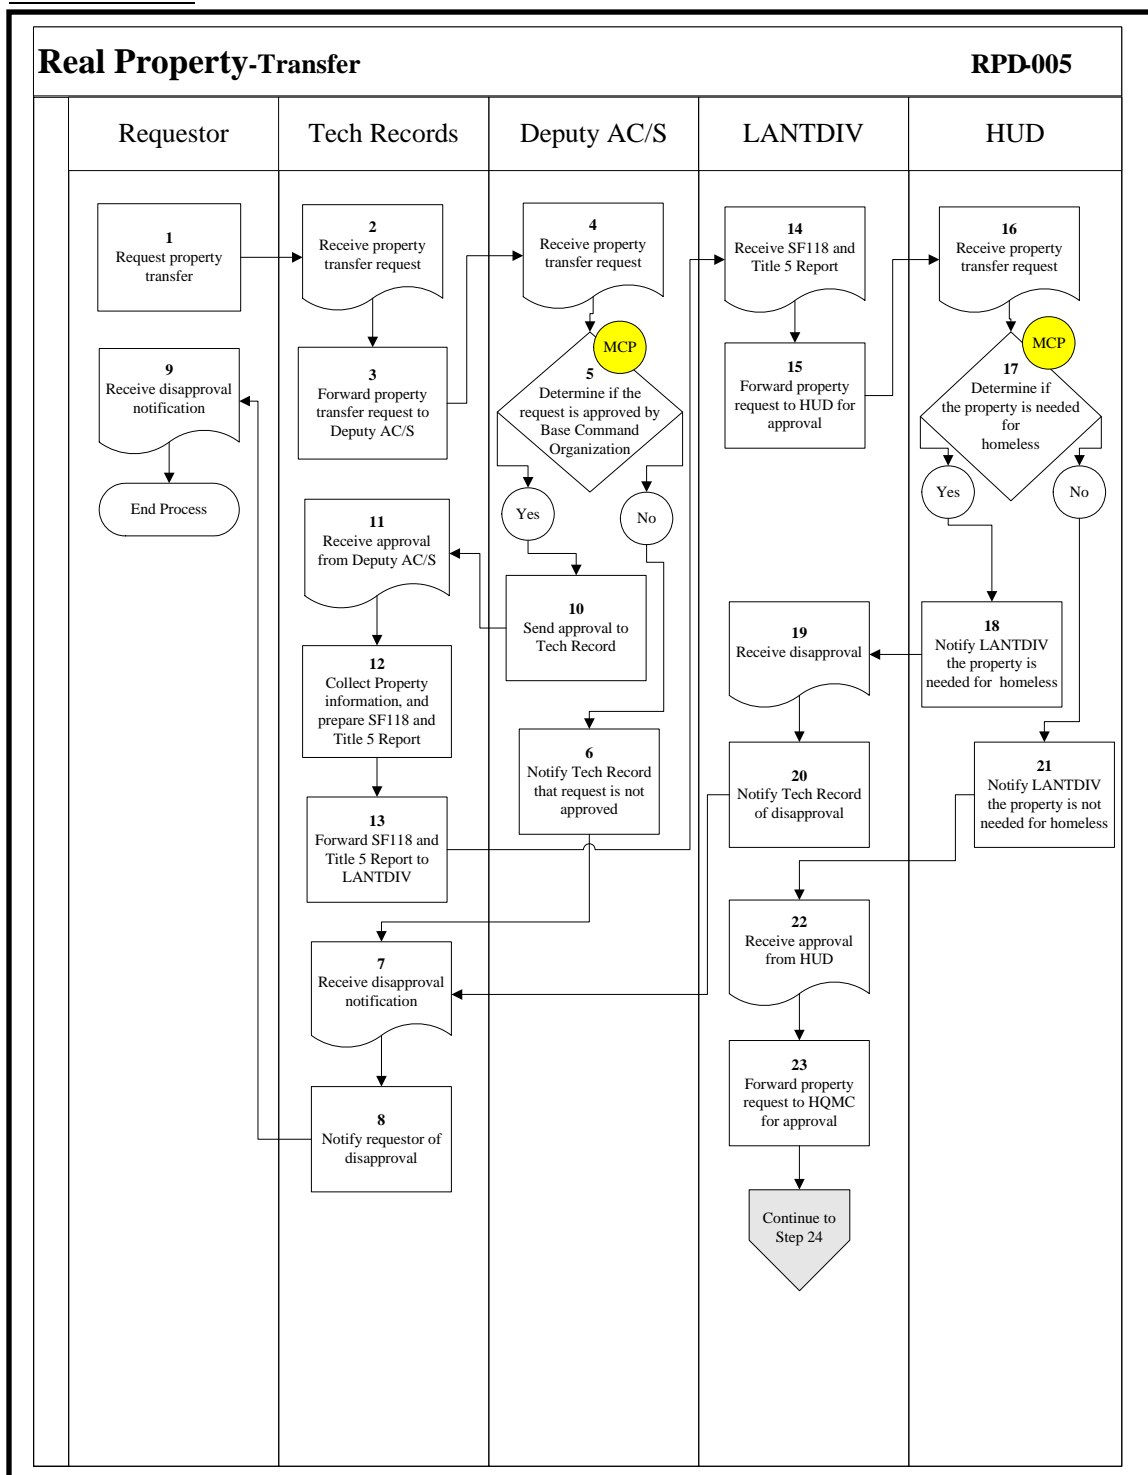 Real Property-Transfer
RPD-005
Requestor
Tech Records
Deputy AC/S
LANTDIV
HUD
1
Request property
transfer
2
Receive property
transfer request
3
Forward property
transfer request to
Deputy AC/S
4
Receive property
transfer request
MCP
5
Determine if the
request is approved by
Base Command
Organization
Yes
No
6
Notify Tech Record
that request is not
approved
7
Receive disapproval
notification
8
Notify requestor of
disapproval
9
Receive disapproval
notification
End Process
10
Send approval to
Tech Record
11
Receive approval
from Deputy AC/S
12
Collect Property
information, and
prepare SF118 and
Title 5 Report
13
Forward SF118 and
Title 5 Report to
LANTDIV
14
Receive SF118 and
Title 5 Report
15
Forward property
request to HUD for
approval
16
Receive property
transfer request
MCP
17
Determine if
the property is needed
for
homeless
Yes
No
18
Notify LANTDIV
the property is
needed for homeless
19
Receive disapproval
20
Notify Tech Record
of disapproval
21
Notify LANTDIV
the property is not
needed for homeless
22
Receive approval
from HUD
23
Forward property
request to HQMC
for approval
Continue to
Step 24